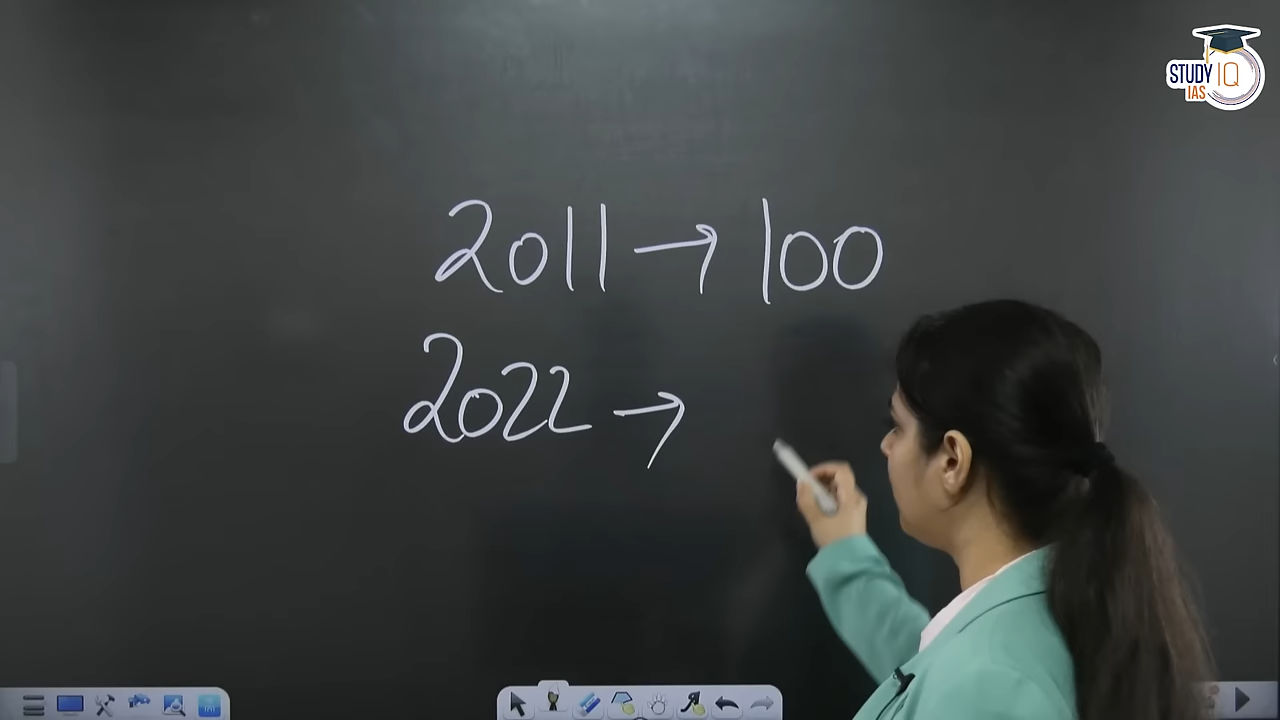 STUDY IQ
IAS
2011 → 100
2022 →